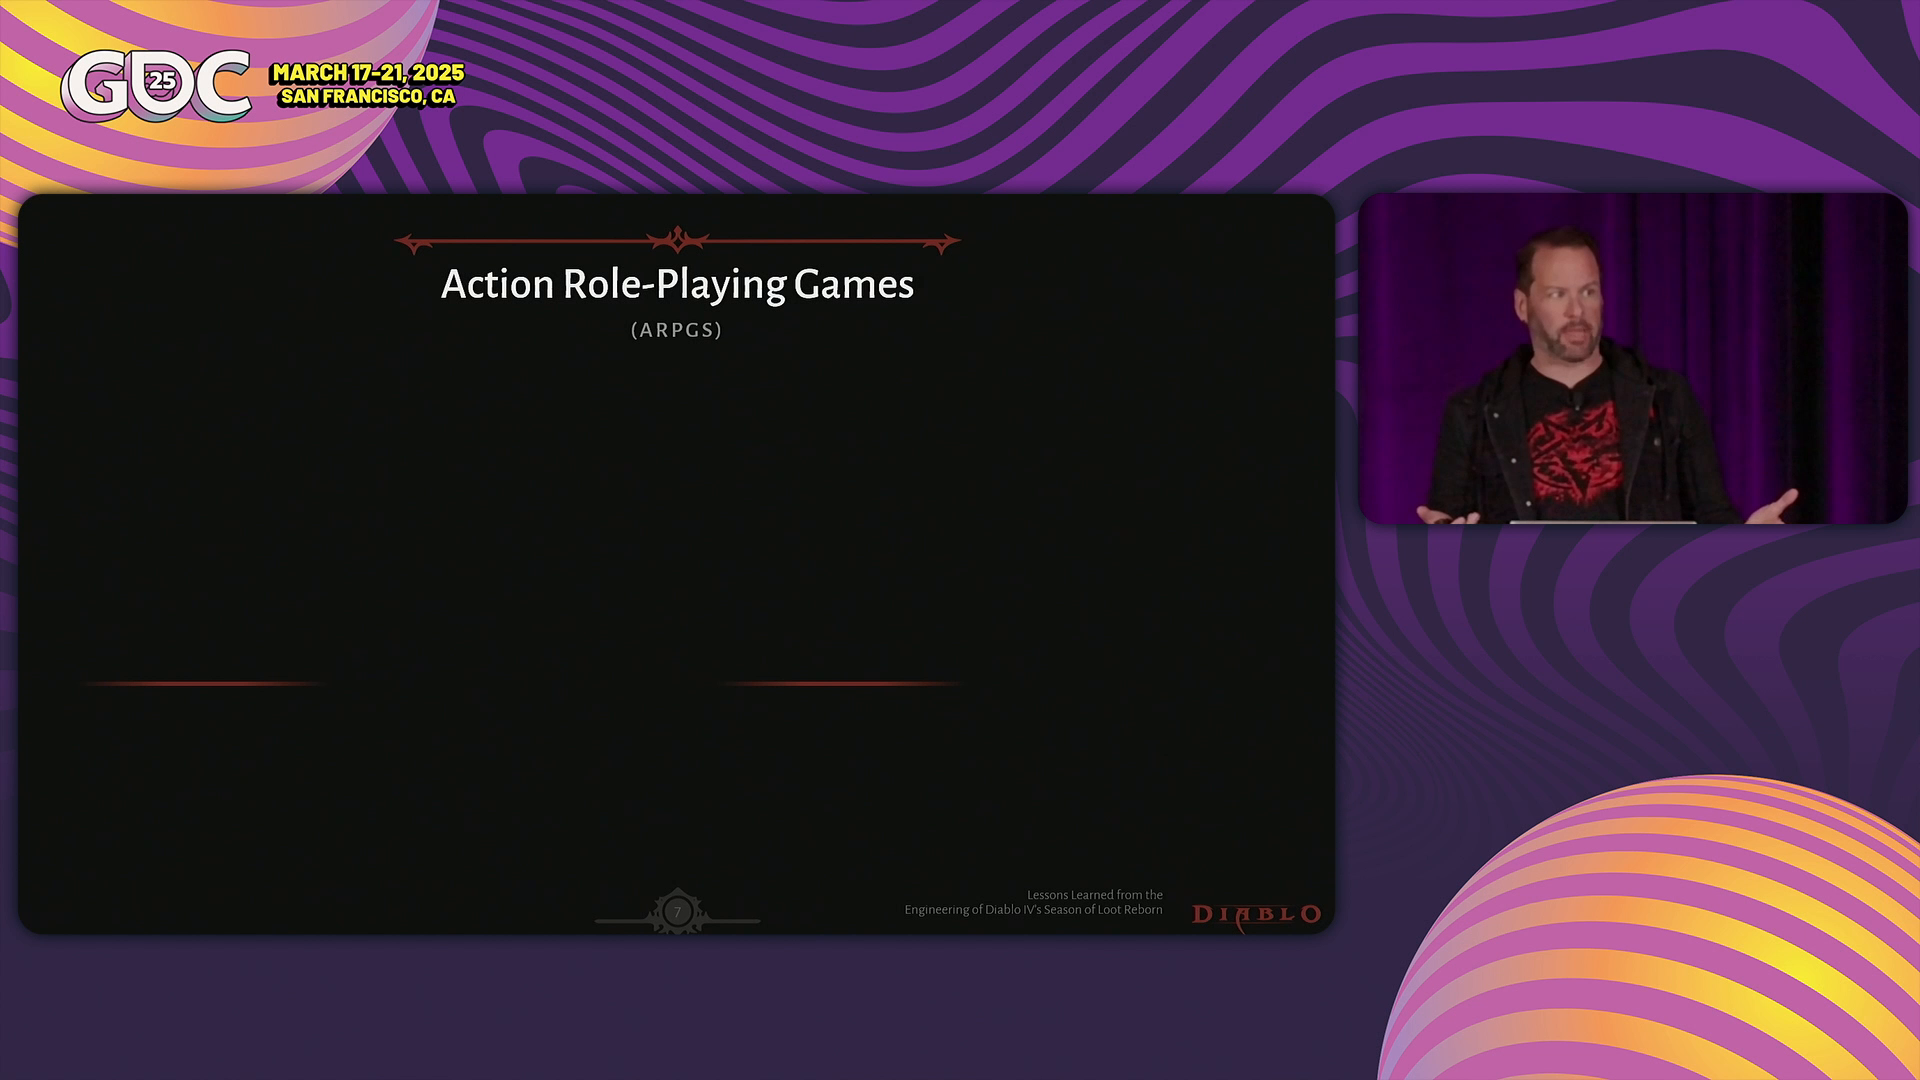 GDC
25
MARCH 17-21, 2025
SAN FRANCISCO, CA
Action Role-Playing Games
(ARPGS)
7
Lessons Learned from the
Engineering of Diablo IV's Season of Loot Reborn
DIABLO